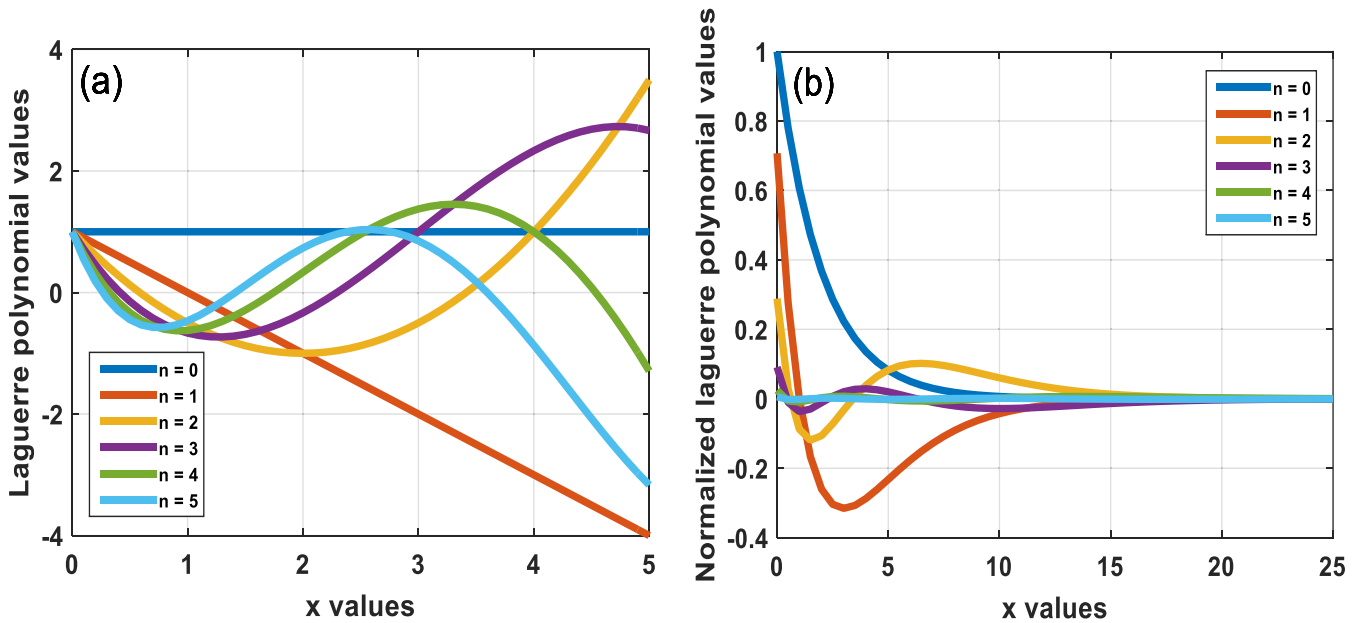 (a)
Laguerre polynomial values
4
2
0
-2
-4
n = 0
n = 1
n = 2
n = 3
n = 4
n = 5
0 1 2 3 4 5
x values
(b)
Normalized laguerre polynomial values
1
0.8
0.6
0.4
0.2
0
-0.2
-0.4
n = 0
n = 1
n = 2
n = 3
n = 4
n = 5
0 5 10 15 20 25
x values